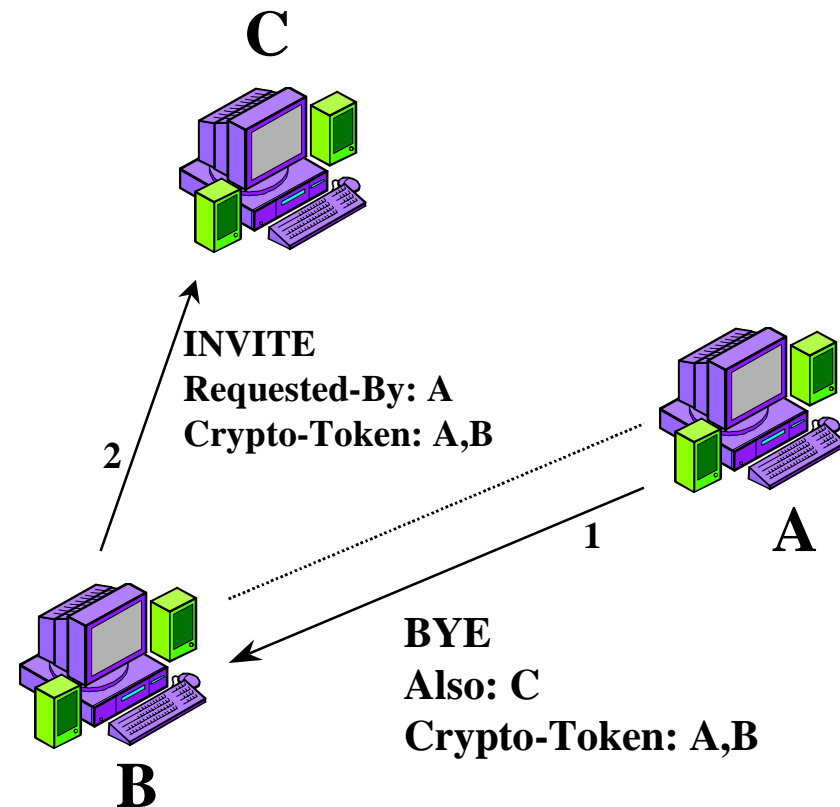 C
INVITE
Requested-By: A
Crypto-Token: A,B
2
1
A
BYE
Also: C
Crypto-Token: A,B
B